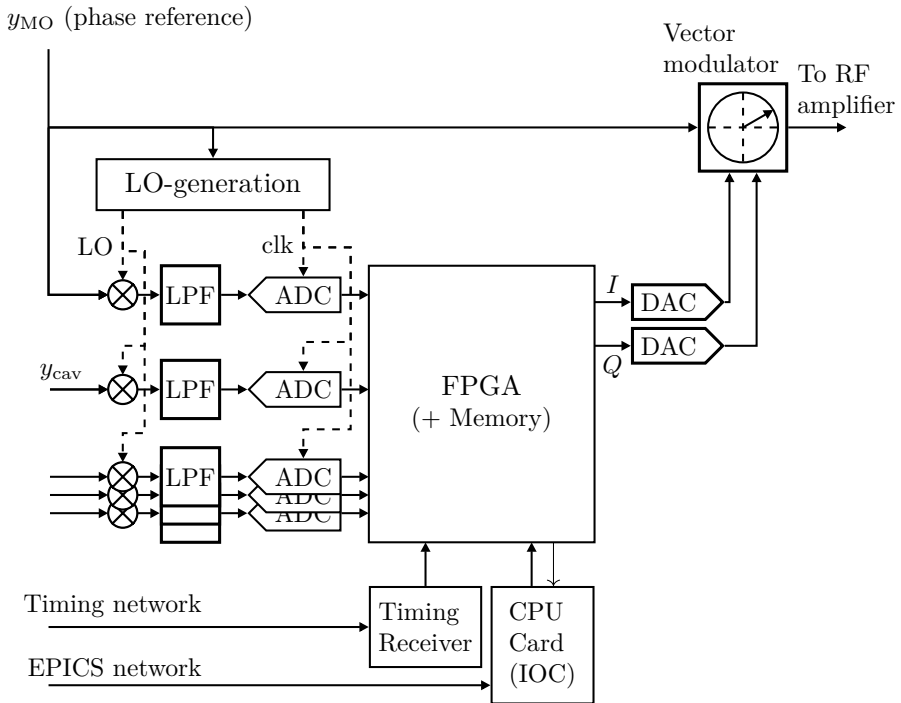 y_MO (phase reference)
Vector
modulator
To RF
amplifier
LO-generation
LO
clk
LPF
ADC
I
DAC
y_cav
LPF
ADC
FPGA
(+ Memory)
Q
DAC
LPF
ADC
ADC
ADC
Timing network
Timing
Receiver
CPU
Card
(IOC)
EPICS network